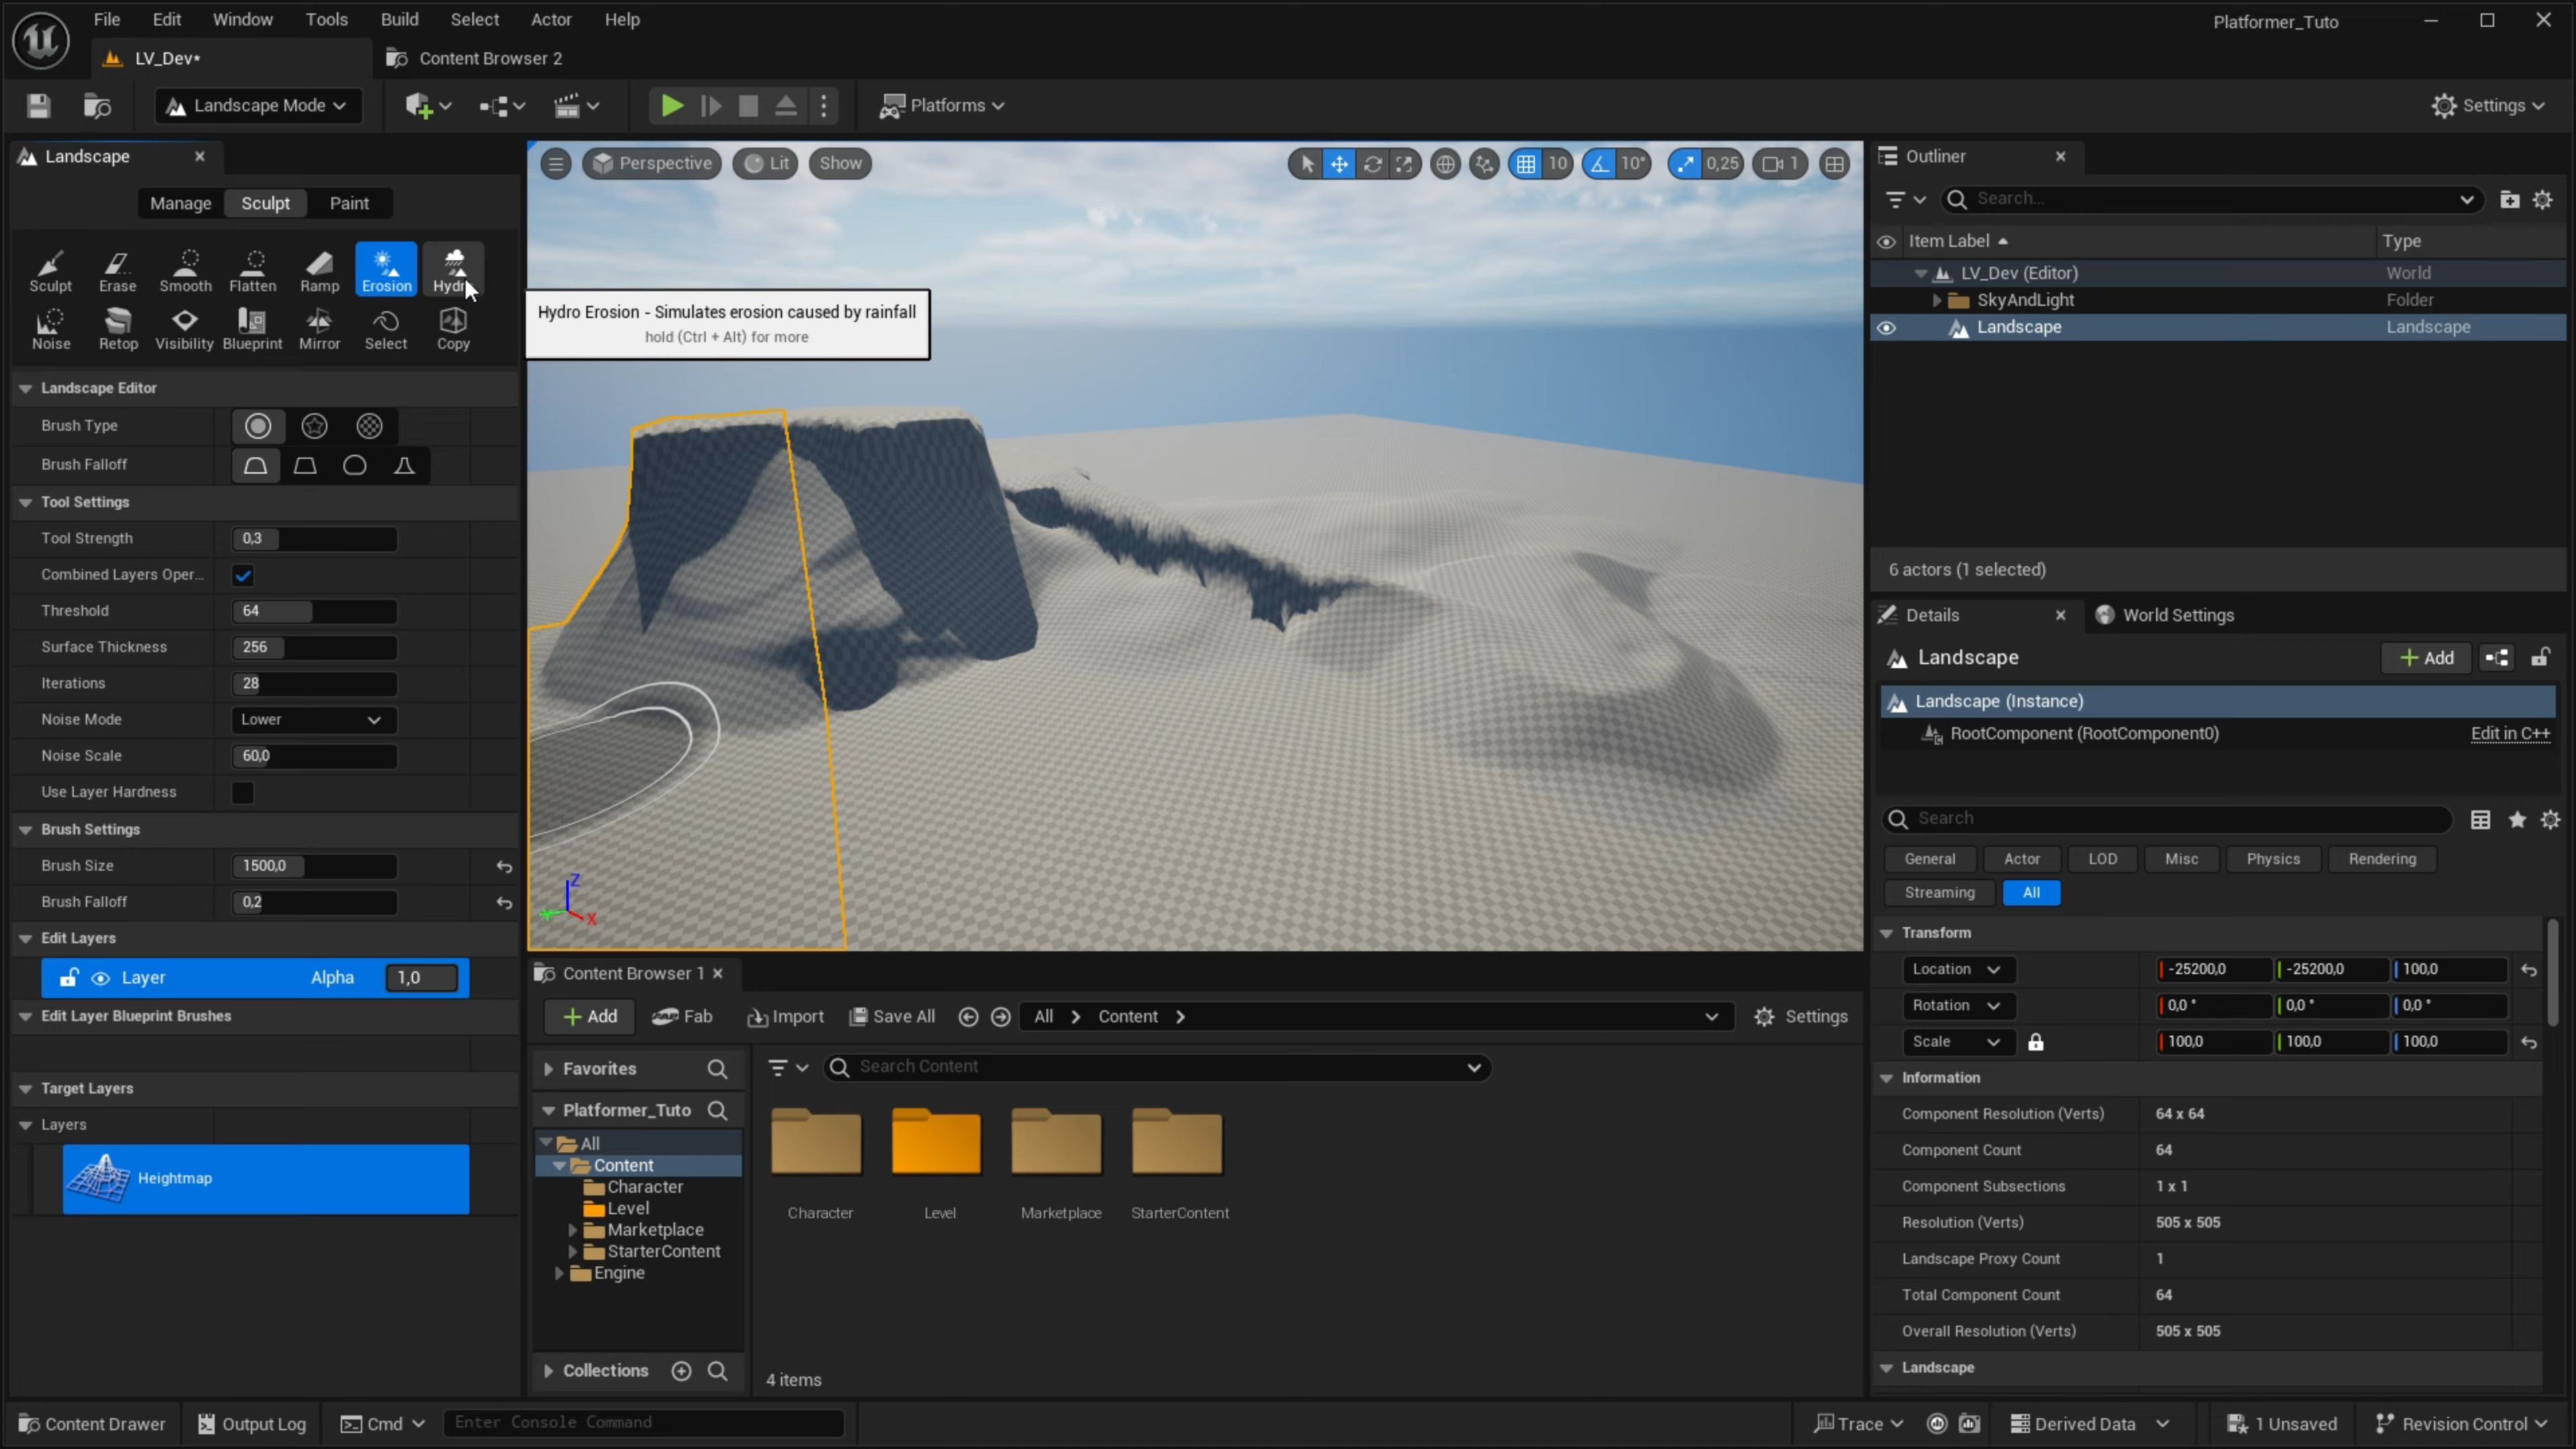 File Edit Window Tools Build Select Actor Help
Platformer_Tuto
LV_Dev*
Content Browser 2
Landscape Mode
Platforms
Settings
Landscape
Manage Sculpt Paint
Sculpt Erase Smooth Flatten Ramp Erosion Hydr
Noise Retop Visibility Blueprint Mirror Select Copy
Landscape Editor
Brush Type
Brush Falloff
Tool Settings
Tool Strength 0,3
Combined Layers Oper...
Threshold 64
Surface Thickness 256
Iterations 28
Noise Mode Lower
Noise Scale 60,0
Use Layer Hardness
Brush Settings
Brush Size 1500,0
Brush Falloff 0,2
Edit Layers
Layer Alpha 1,0
Edit Layer Blueprint Brushes
Target Layers
Layers
Heightmap
Perspective Lit Show
10 10° 0,25 1
Hydro Erosion - Simulates erosion caused by rainfall
hold (Ctrl + Alt) for more
Z
X
Content Browser 1
Add Fab Import Save All All Content Settings
Favorites
Search Content
Platformer_Tuto
All
Content
Character
Level
Marketplace
StarterContent
Engine
Collections
Character Level Marketplace StarterContent
4 items
Outliner
Search...
Item Label Type
LV_Dev (Editor) World
SkyAndLight Folder
Landscape Landscape
6 actors (1 selected)
Details World Settings
Landscape Add
Landscape (Instance)
RootComponent (RootComponent0) Edit in C++
Search
General Actor LOD Misc Physics Rendering
Streaming All
Transform
Location -25200,0 -25200,0 100,0
Rotation 0,0 ° 0,0 ° 0,0 °
Scale 100,0 100,0 100,0
Information
Component Resolution (Verts) 64 x 64
Component Count 64
Component Subsections 1 x 1
Resolution (Verts) 505 x 505
Landscape Proxy Count 1
Total Component Count 64
Overall Resolution (Verts) 505 x 505
Landscape
Content Drawer Output Log Cmd Enter Console Command
Trace Derived Data 1 Unsaved Revision Control